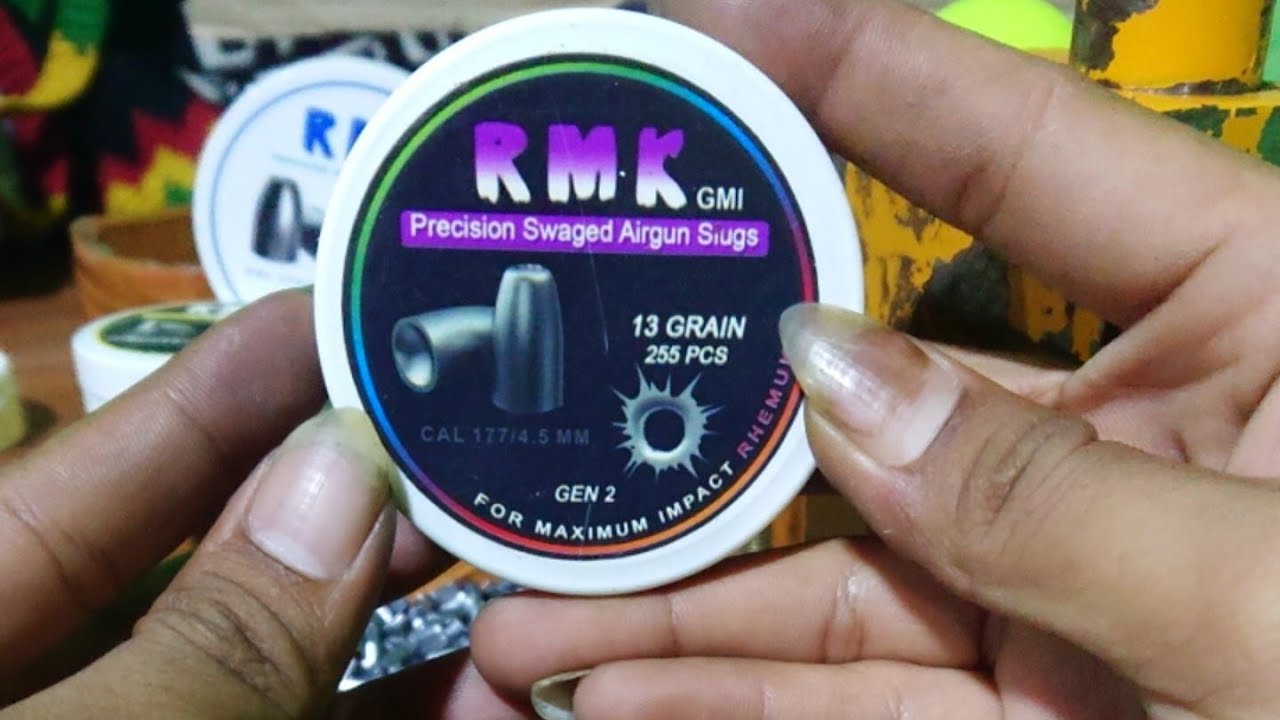 RMK GMI
Precision Swaged Airgun Slugs
13 GRAIN
255 PCS
CAL 177/4.5 MM
GEN 2
FOR MAXIMUM IMPACT